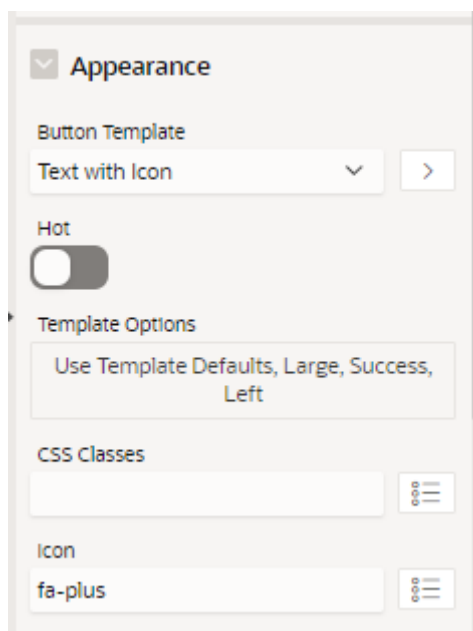 Appearance
Button Template
Text with Icon
Hot
Template Options
Use Template Defaults, Large, Success,
Left
CSS Classes
Icon
fa-plus